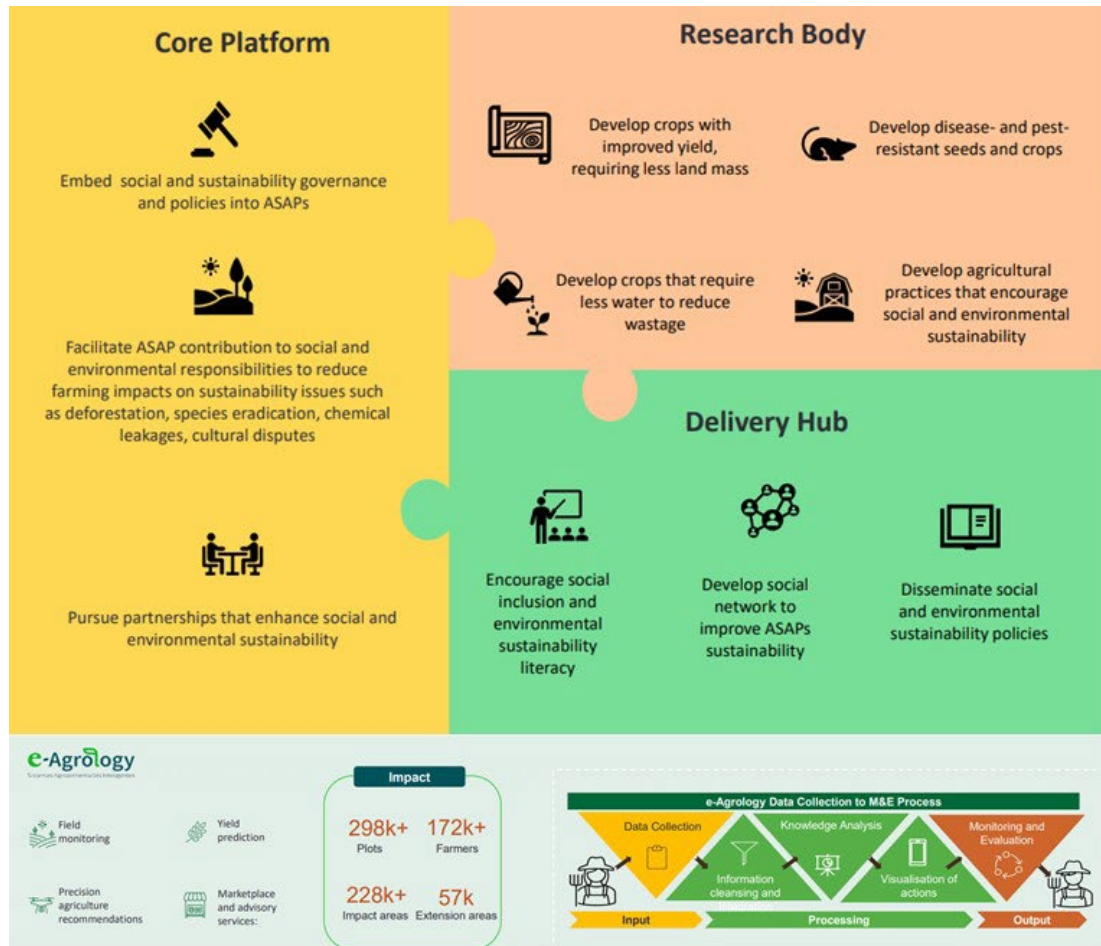 Core Platform
Embed social and sustainability governance
and policies into ASAPs
Facilitate ASAP contribution to social and
environmental responsibilities to reduce
farming impacts on sustainability issues such
as deforestation, species eradication, chemical
leakages, cultural disputes
Pursue partnerships that enhance social and
environmental sustainability
Research Body
Develop crops with
improved yield,
requiring less land mass
Develop disease- and pest-
resistant seeds and crops
Develop crops that require
less water to reduce
wastage
Develop agricultural
practices that encourage
social and environmental
sustainability
Delivery Hub
Encourage social
inclusion and
environmental
sustainability
literacy
Develop social
network to
improve ASAPs
sustainability
Disseminate social
and environmental
sustainability policies
e-Agrology
Field
monitoring
Yield
prediction
Precision
agriculture
recommendations
Marketplace
and advisory
services:
Impact
298k+
Plots
172k+
Farmers
228k+
Impact areas
57k
Extension areas
e-Agrology Data Collection to M&E Process
Data Collection
Information
cleansing and
Knowledge Analysis
Visualisation of
actions
Monitoring and
Evaluation
Input
Processing
Output